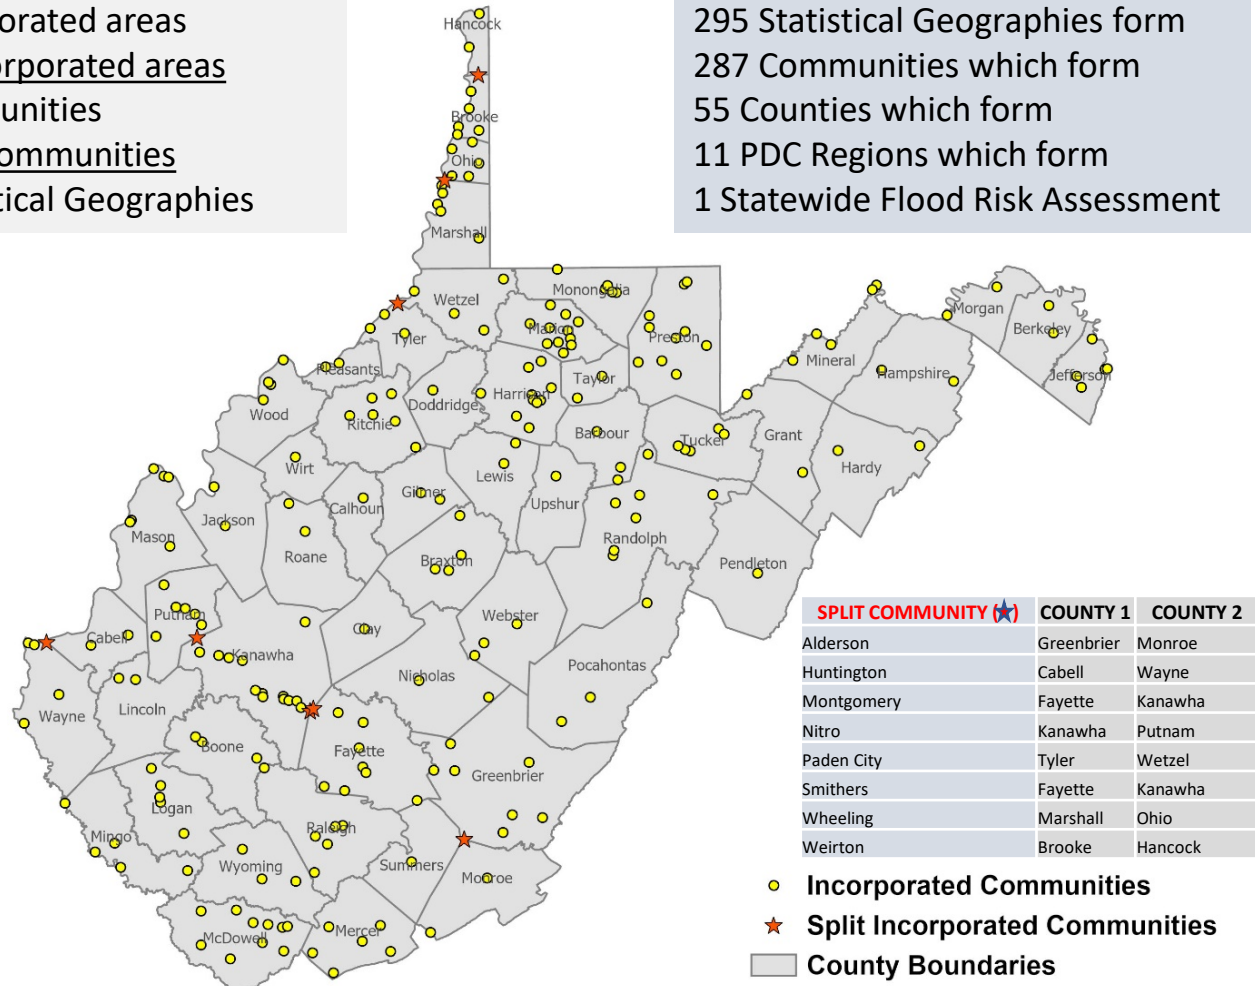 orated areas
orporated areas
unities
ommunities
tical Geographies
295 Statistical Geographies form
287 Communities which form
55 Counties which form
11 PDC Regions which form
1 Statewide Flood Risk Assessment
Hancock
Brooke
Ohio
Marshall
Wetzel
Monongalia
Morgan
Berkeley
Tyler
Marion
Preston
Mineral
Hampshire
Jefferson
Pleasants
Taylor
Wood
Doddridge
Harrison
Ritchie
Barbour
Tucker
Grant
Hardy
Wirt
Lewis
Gilmer
Upshur
Calhoun
Jackson
Mason
Roane
Randolph
Braxton
Pendleton
Putnam
Webster
Cabell
Clay
Kanawha
Pocahontas
Nicholas
Wayne
Lincoln
Boone
Fayette
Greenbrier
Logan
Raleigh
Mingo
Wyoming
Summers
Monroe
McDowell
Mercer
SPLIT COMMUNITY (★) COUNTY 1 COUNTY 2
Alderson Greenbrier Monroe
Huntington Cabell Wayne
Montgomery Fayette Kanawha
Nitro Kanawha Putnam
Paden City Tyler Wetzel
Smithers Fayette Kanawha
Wheeling Marshall Ohio
Weirton Brooke Hancock
Incorporated Communities
Split Incorporated Communities
County Boundaries